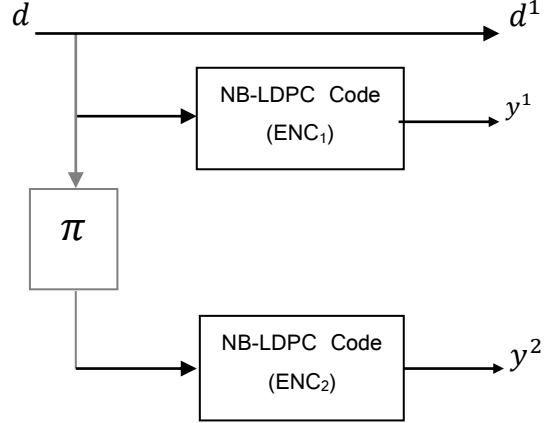 d d¹
NB-LDPC Code
(ENC₁)
y¹
π
NB-LDPC Code
(ENC₂)
y²